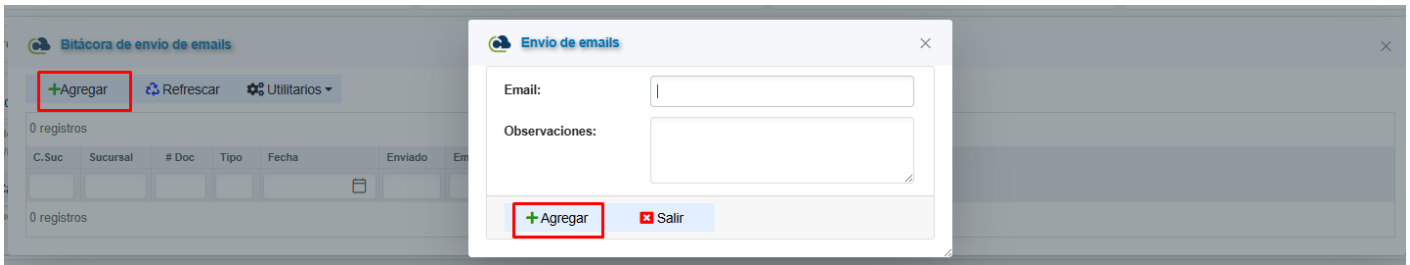 Bitácora de envío de emails
+Agregar Refrescar Utilitarios
0 registros
C.Suc Sucursal # Doc Tipo Fecha Enviado Em
0 registros
Envío de emails
Email:
Observaciones:
+ Agregar Salir